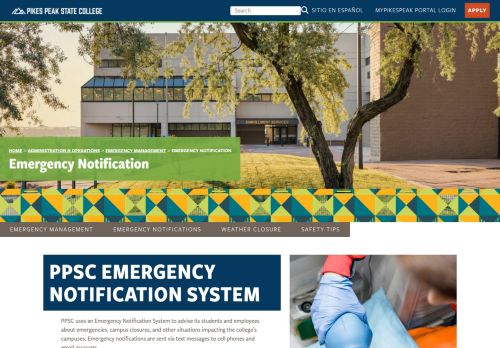 PIKES PEAK STATE COLLEGE
Search
SITIO EN ESPAÑOL
MYPIKESPEAK PORTAL LOGIN
APPLY
ENROLLMENT SERVICES
HOME > ADMINISTRATION & OPERATIONS > EMERGENCY MANAGEMENT > EMERGENCY NOTIFICATION
Emergency Notification
EMERGENCY MANAGEMENT
EMERGENCY NOTIFICATIONS
WEATHER CLOSURE
SAFETY TIPS
PPSC EMERGENCY
NOTIFICATION SYSTEM
PPSC uses an Emergency Notification System to advise its students and employees
about emergencies, campus closures, and other situations impacting the college's
campuses. Emergency notifications are sent via text messages to cell phones and
email accounts.